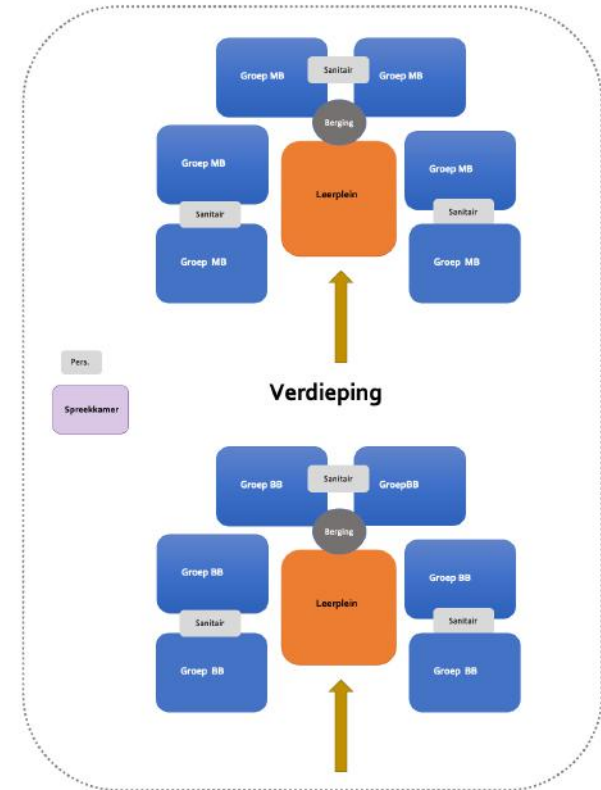 Groep MB
Sanitair
Groep MB
Berging
Groep MB
Leerplein
Groep MB
Sanitair
Sanitair
Groep MB
Groep MB
Pers.
Spreekkamer
Verdieping
Groep BB
Sanitair
GroepBB
Berging
Groep BB
Leerplein
Groep BB
Sanitair
Sanitair
Groep BB
Groep BB